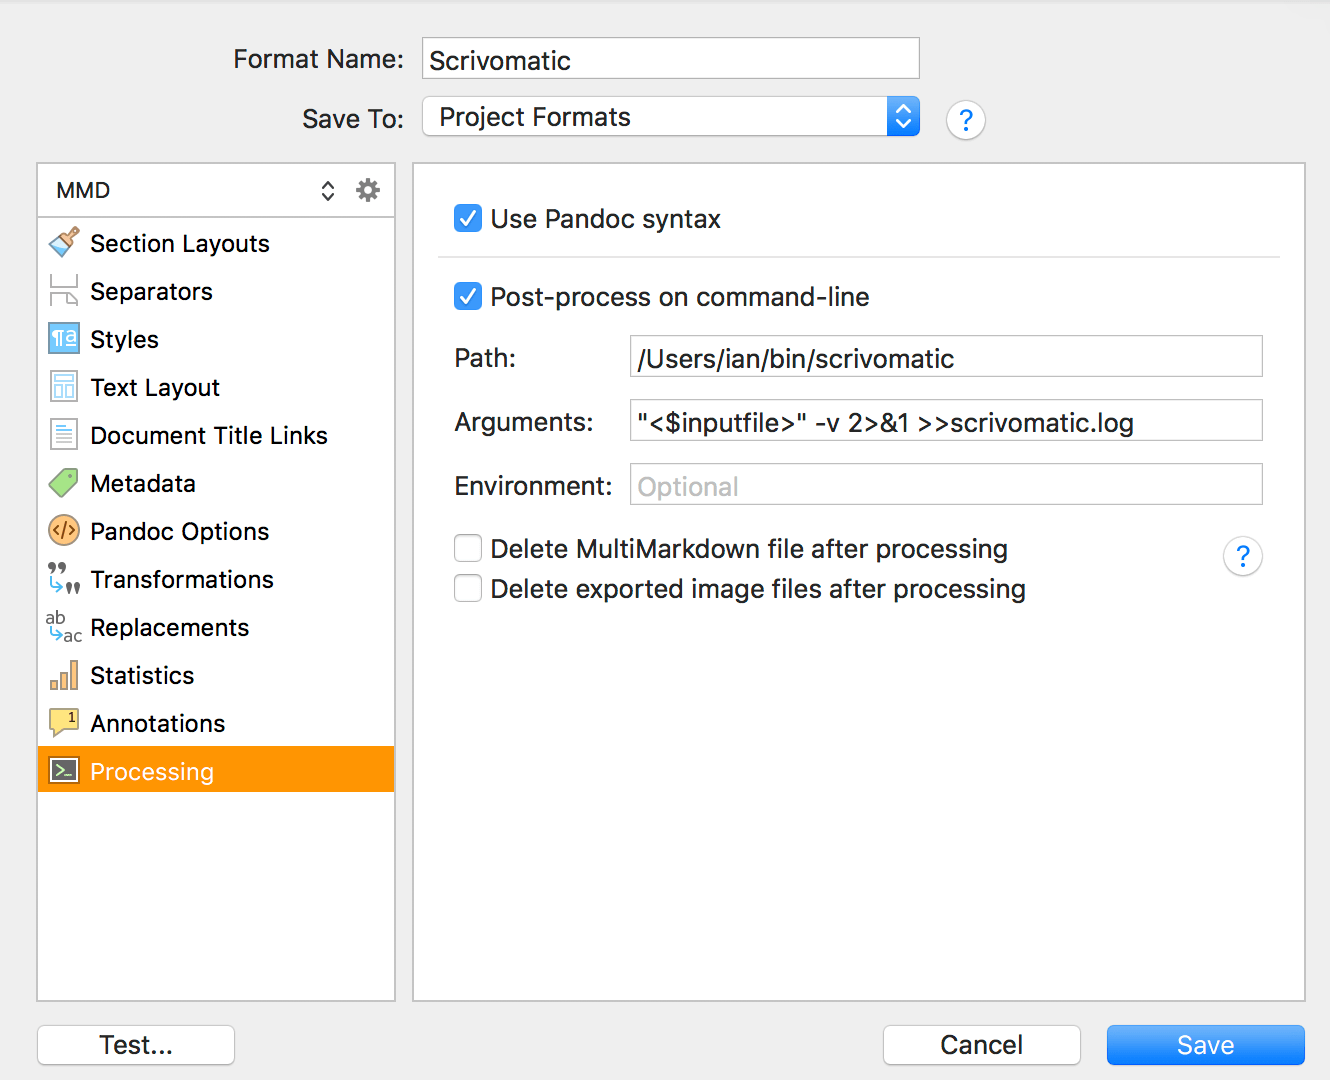 Format Name: Scrivomatic
Save To: Project Formats
?
MMD
Section Layouts
Separators
Styles
Text Layout
Document Title Links
Metadata
Pandoc Options
Transformations
ab
ac
Replacements
Statistics
1
Annotations
Processing
Use Pandoc syntax
Post-process on command-line
Path: /Users/ian/bin/scrivomatic
Arguments: "<$inputfile>" -v 2>&1 >>scrivomatic.log
Environment: Optional
Delete MultiMarkdown file after processing
?
Delete exported image files after processing
Test...
Cancel
Save